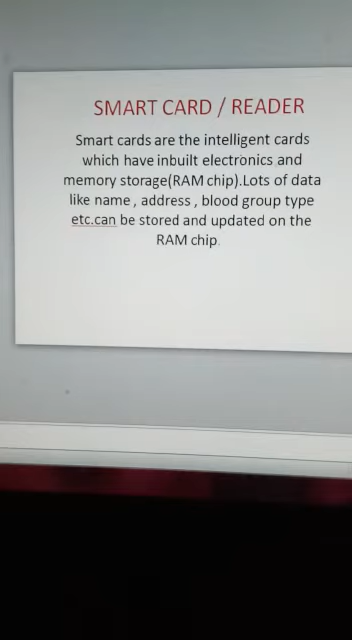 SMART CARD / READER
Smart cards are the intelligent cards
which have inbuilt electronics and
memory storage(RAM chip).Lots of data
like name , address , blood group type
etc.can be stored and updated on the
RAM chip.